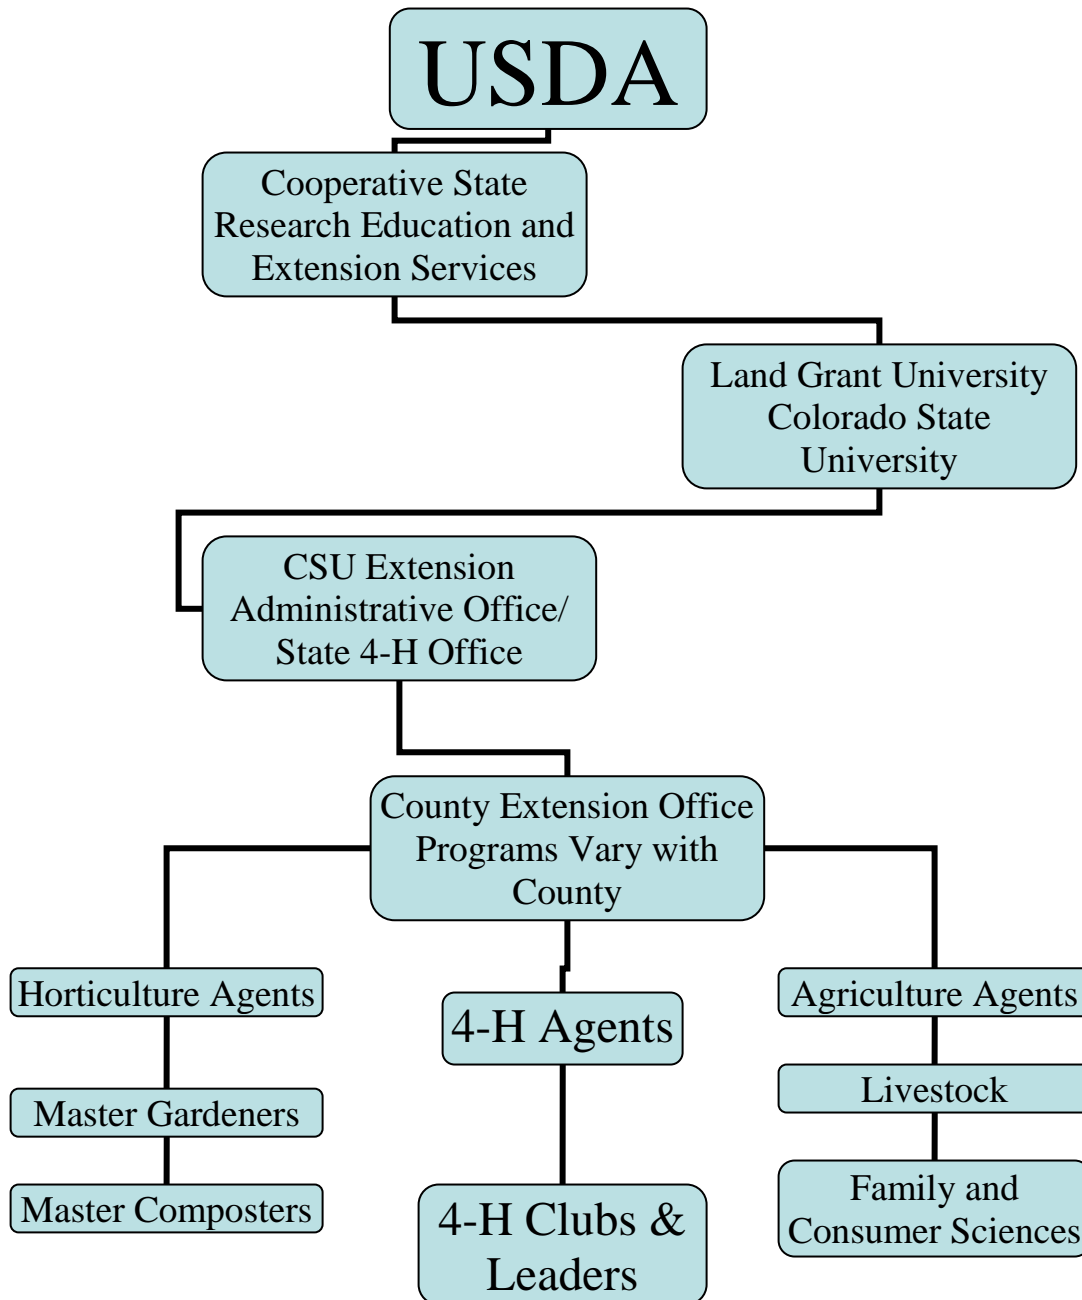 USDA
Cooperative State
Research Education and
Extension Services
Land Grant University
Colorado State
University
CSU Extension
Administrative Office/
State 4-H Office
County Extension Office
Programs Vary with
County
Horticulture Agents
4-H Agents
Agriculture Agents
Master Gardeners
Livestock
Master Composters
4-H Clubs &
Leaders
Family and
Consumer Sciences